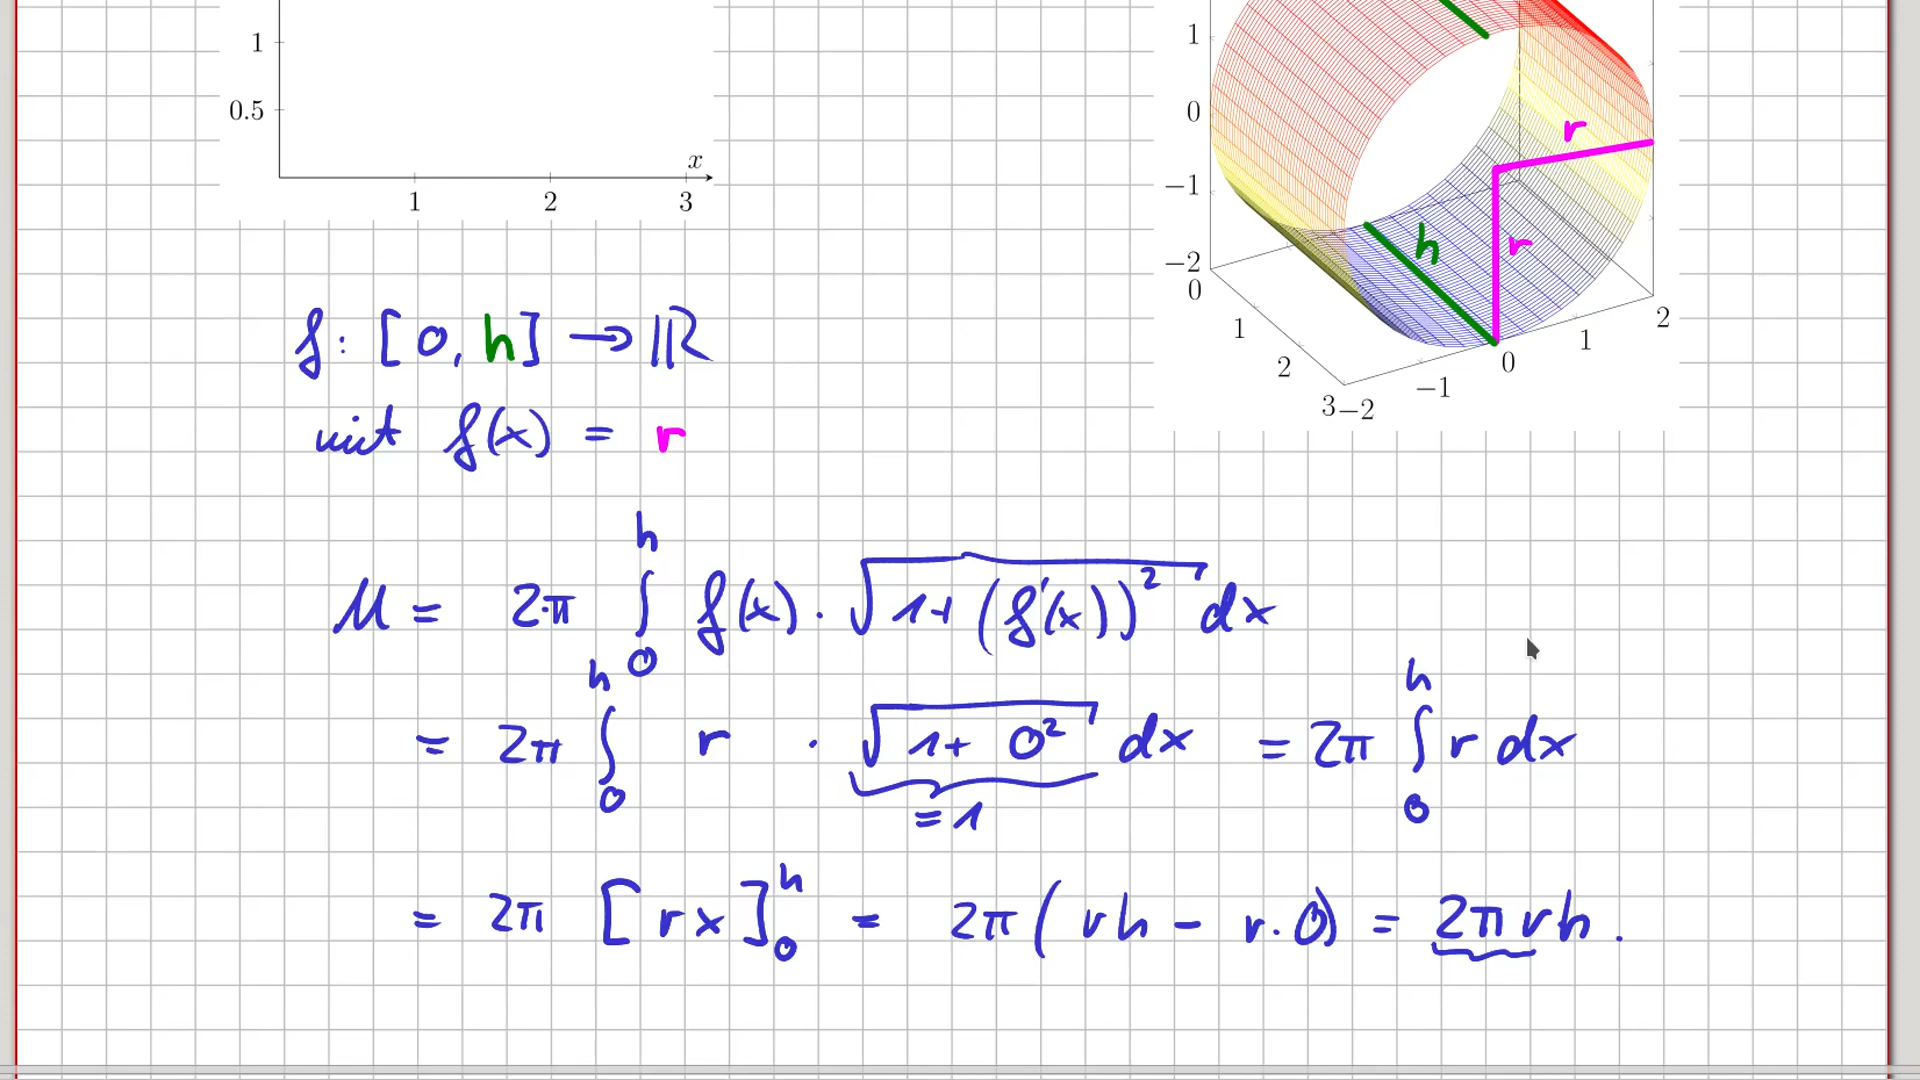 1
0.5
x
1 2 3
1
0
−1
−2
0
1
2
3
−2
−1
0
1
2
r
r
h
f: [0, h] → ℝ
mit f(x) = r
M = 2π ∫₀ʰ f(x) · √(1+(f'(x))²) dx
= 2π ∫₀ʰ r · √(1+ 0²) dx = 2π ∫₀ʰ r dx
= 1
= 2π [rx]₀ʰ = 2π(rh − r·0) = 2πrh.